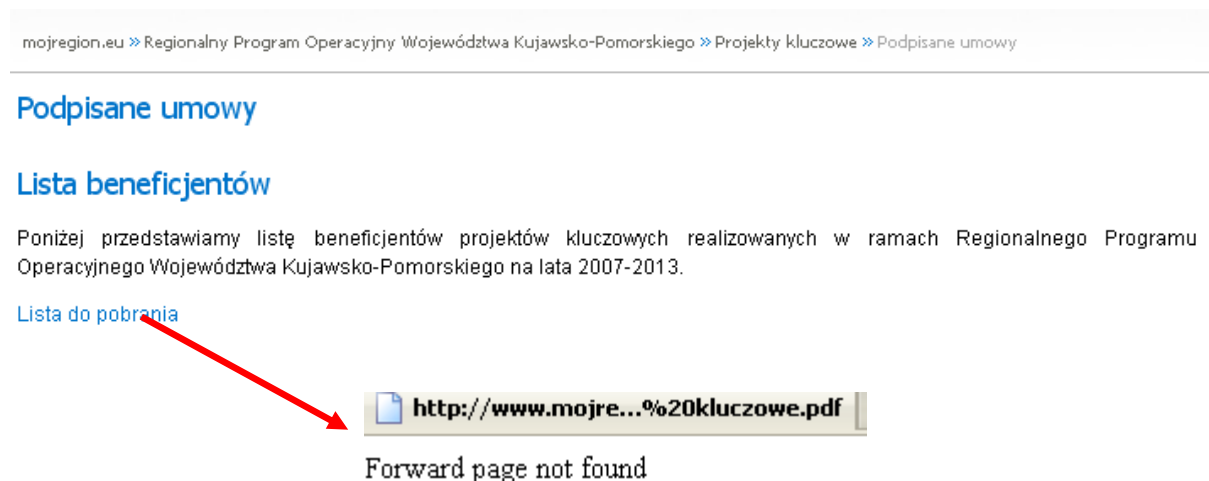 mojregion.eu » Regionalny Program Operacyjny Województwa Kujawsko-Pomorskiego » Projekty kluczowe » Podpisane umowy
Podpisane umowy
Lista beneficjentów
Poniżej przedstawiamy listę beneficjentów projektów kluczowych realizowanych w ramach Regionalnego Programu
Operacyjnego Województwa Kujawsko-Pomorskiego na lata 2007-2013.
Lista do pobrania
http://www.mojre...%20kluczowe.pdf
Forward page not found